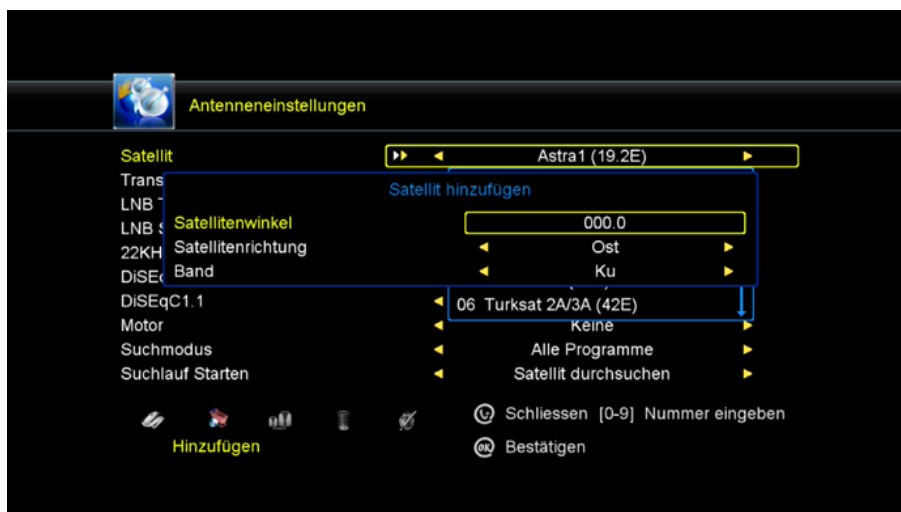 Antenneneinstellungen
Satellit Astra1 (19.2E)
Trans
Satellit hinzufügen
LNB
Satellitenwinkel 000.0
LNB
Satellitenrichtung Ost
22KH
Band Ku
DiSEqC1.1
06 Turksat 2A/3A (42E)
Motor Keine
Suchmodus Alle Programme
Suchlauf Starten Satellit durchsuchen
Schliessen [0-9] Nummer eingeben
Hinzufügen
OK Bestätigen